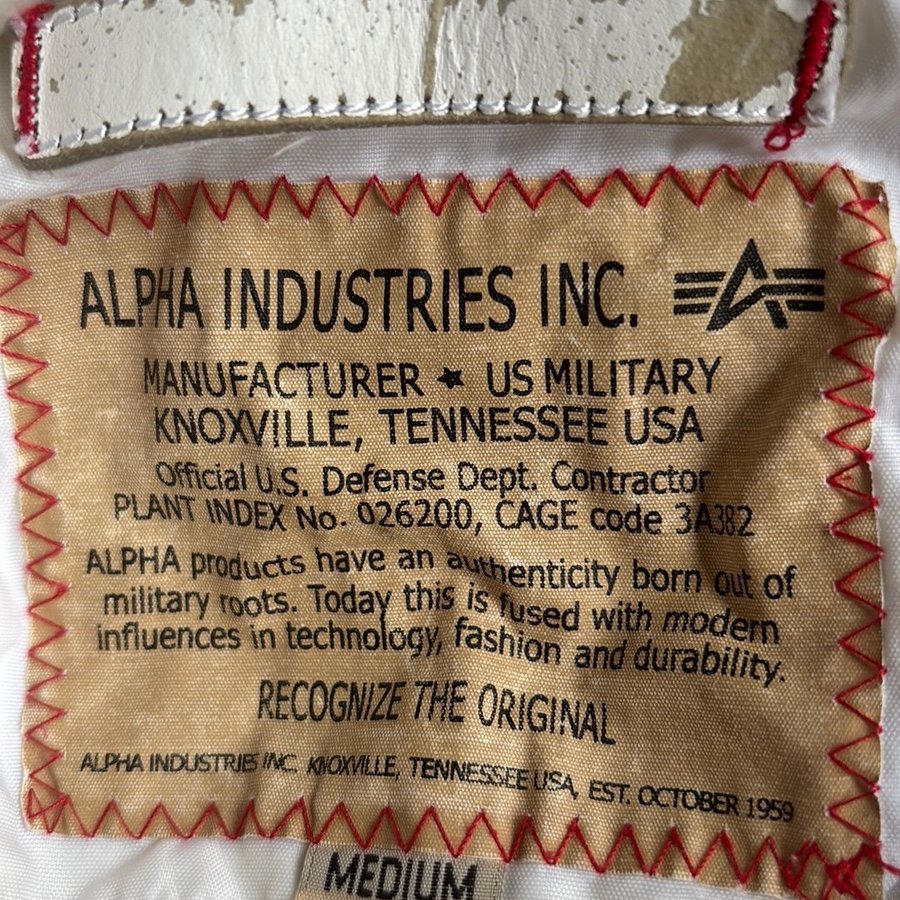 ALPHA INDUSTRIES INC.
MANUFACTURER ★ US MILITARY
KNOXVILLE, TENNESSEE USA
Official U.S. Defense Dept. Contractor
PLANT INDEX No. 026200, CAGE code 3A382
ALPHA products have an authenticity born out of
military roots. Today this is fused with modern
influences in technology, fashion and durability.
RECOGNIZE THE ORIGINAL
ALPHA INDUSTRIES INC. KNOXVILLE, TENNESSEE USA, EST. OCTOBER 1959
MEDIUM